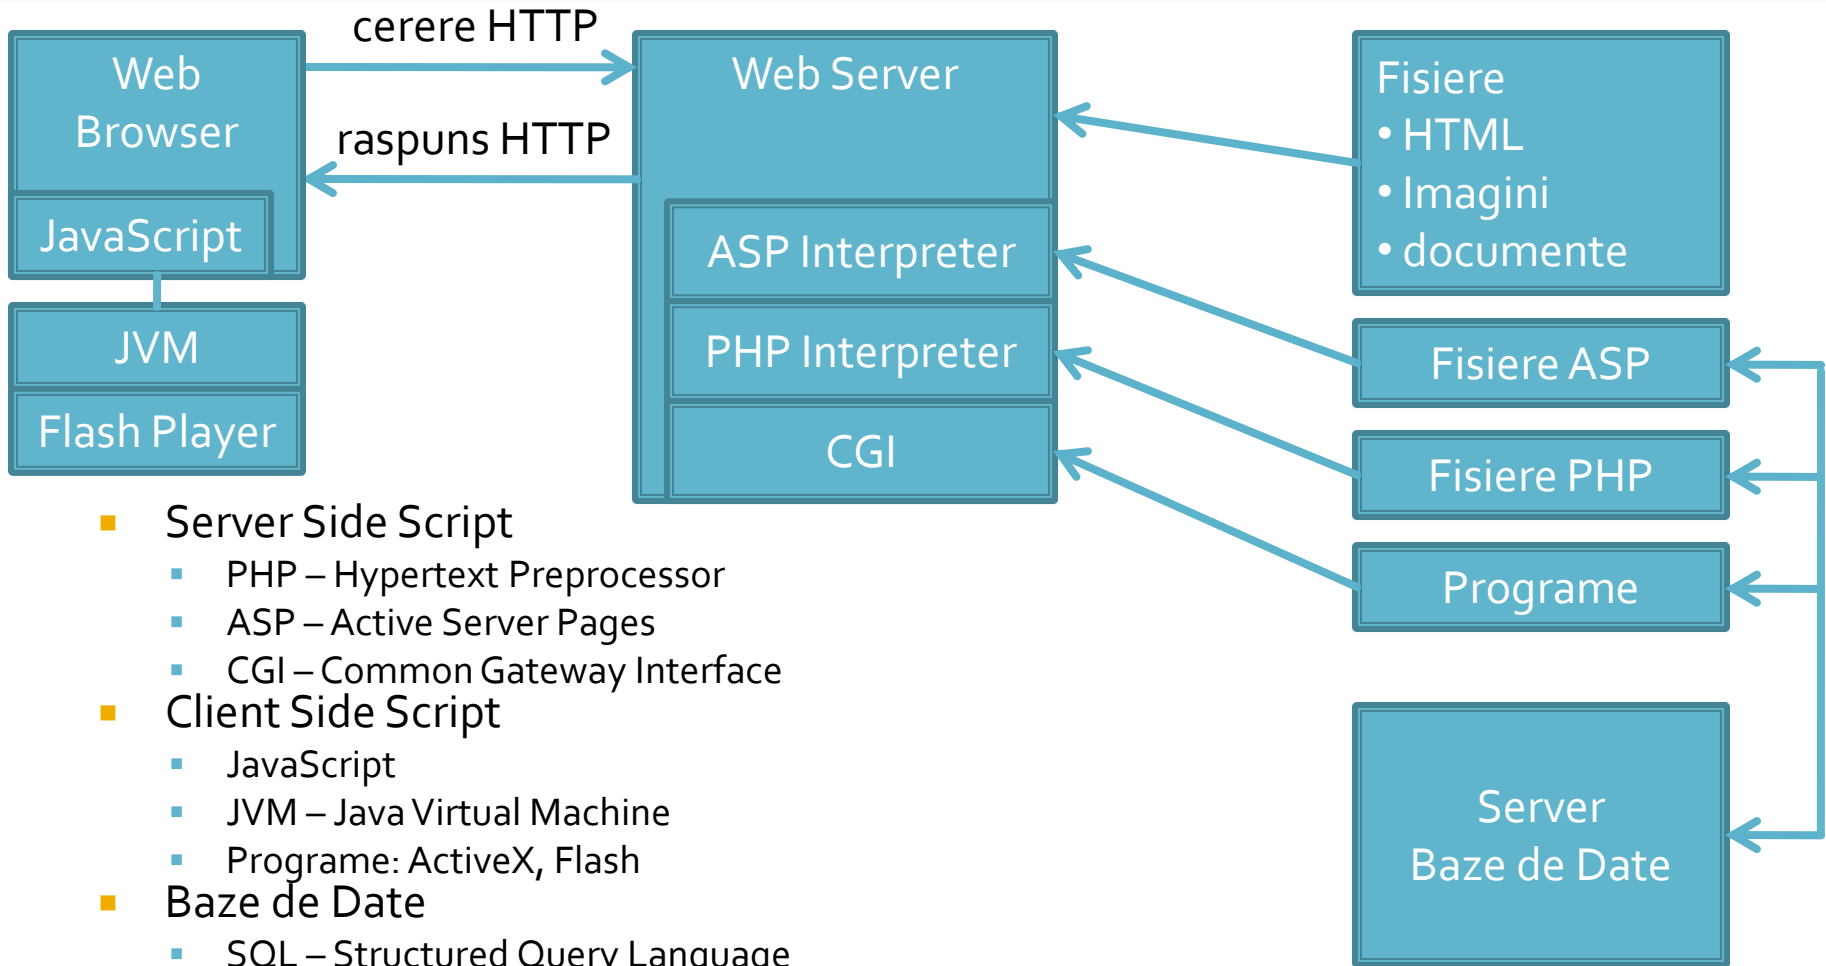 cerere HTTP
Web
Browser
raspuns HTTP
JavaScript
JVM
Flash Player
Web Server
ASP Interpreter
PHP Interpreter
CGI
Fisiere
• HTML
• Imagini
• documente
Fisiere ASP
Fisiere PHP
Programe
Server
Baze de Date
Server Side Script
PHP – Hypertext Preprocessor
ASP – Active Server Pages
CGI – Common Gateway Interface
Client Side Script
JavaScript
JVM – Java Virtual Machine
Programe: ActiveX, Flash
Baze de Date
SQL – Structured Query Language